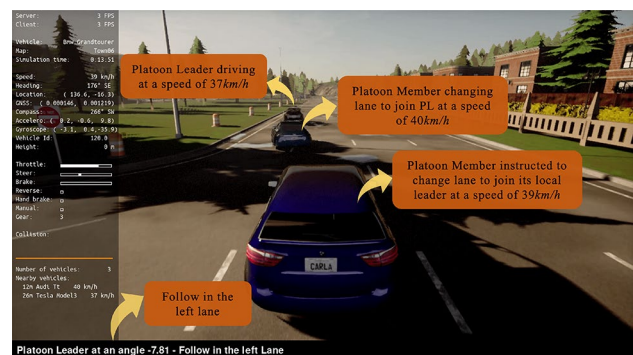 Server: 3 FPS
Client: 3 FPS
Vehicle: Bmw Grandtourer
Map: Town06
Simulation time: 0:13:51
Speed: 39 km/h
Heading: 176° SE
Location: ( 136.6, -16.3)
GNSS: ( 0.000146, 0.001219)
Compass: 266° SW
Accelero: ( 0.2, -0.6, 9.8)
Gyroscope: ( -3.1, 0.4,-35.9)
Vehicle Id: 120.0
Height: 0 m
Throttle:
Steer:
Brake:
Reverse:
Hand brake:
Manual:
Gear: 3
Collision:
Number of vehicles: 3
Nearby vehicles:
12m Audi Tt 40 km/h
26m Tesla Model3 37 km/h
Platoon Leader driving
at a speed of 37km/h
Platoon Member changing
lane to join PL at a speed
of 40km/h
Platoon Member instructed to
change lane to join its local
leader at a speed of 39km/h
CARLA
Follow in the
left lane
Platoon Leader at an angle -7.81 - Follow in the left Lane